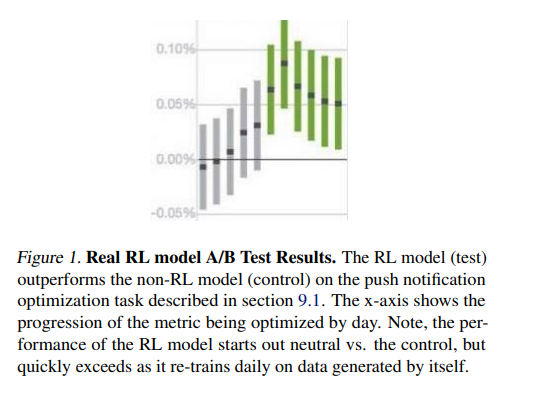 0.10%
0.05%
0.00%
-0.05%
Figure 1. Real RL model A/B Test Results. The RL model (test)
outperforms the non-RL model (control) on the push notification
optimization task described in section 9.1. The x-axis shows the
progression of the metric being optimized by day. Note, the per-
formance of the RL model starts out neutral vs. the control, but
quickly exceeds as it re-trains daily on data generated by itself.